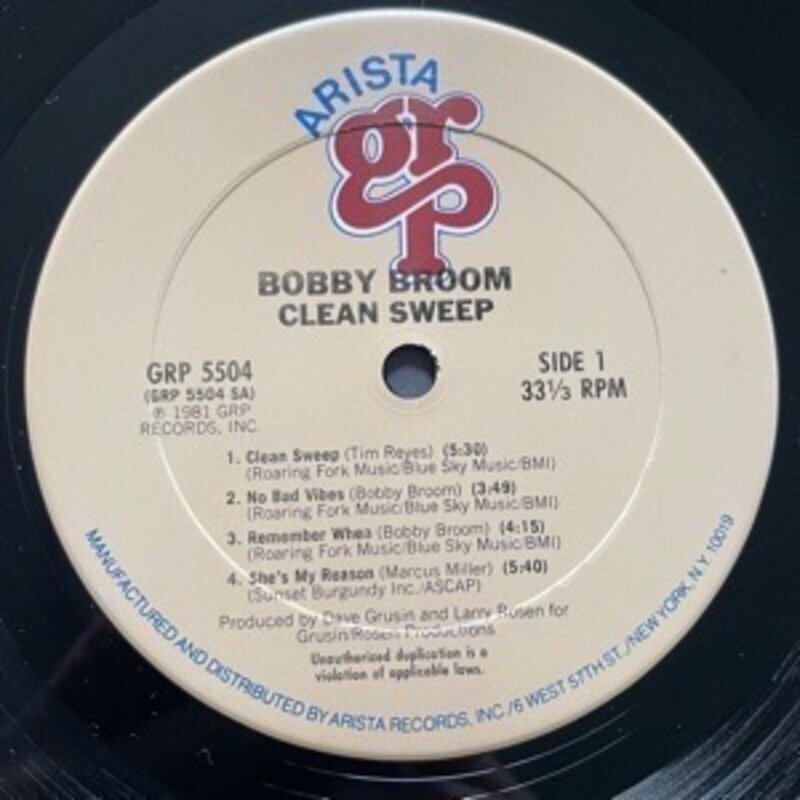 ARISTA
grp
BOBBY BROOM
CLEAN SWEEP
GRP 5504
(GRP 5504 SA)
℗ 1981 GRP
RECORDS, INC.
SIDE 1
33⅓ RPM
1. Clean Sweep (Tim Reyes) (5:30)
(Roaring Fork Music/Blue Sky Music/BMI)
2. No Bad Vibes (Bobby Broom) (3:49)
(Roaring Fork Music/Blue Sky Music/BMI)
3. Remember When (Bobby Broom) (4:15)
(Roaring Fork Music/Blue Sky Music/BMI)
4. She's My Reason (Marcus Miller) (5:40)
(Sunset Burgundy Inc./ASCAP)
Produced by Dave Grusin and Larry Rosen for
Grusin/Rosen Productions
Unauthorized duplication is a
violation of applicable laws.
MANUFACTURED AND DISTRIBUTED BY ARISTA RECORDS, INC./6 WEST 57TH ST./NEW YORK, N.Y. 10019